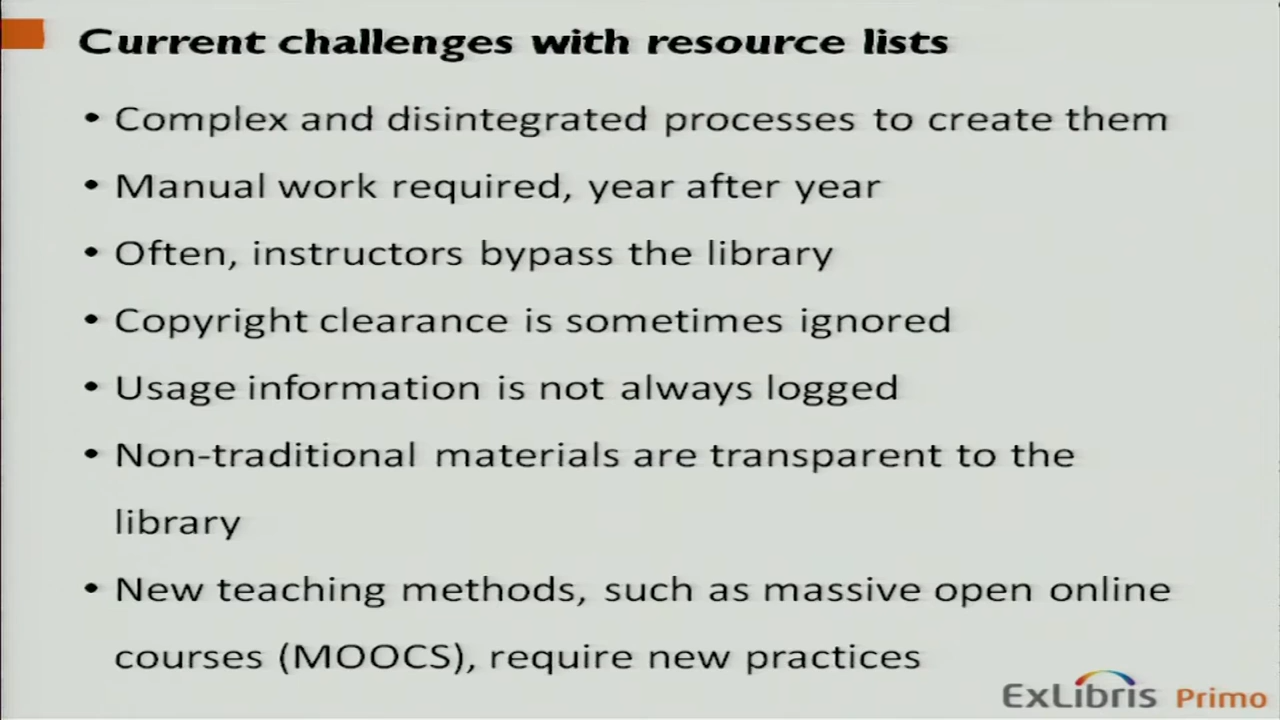 Current challenges with resource lists
• Complex and disintegrated processes to create them
• Manual work required, year after year
• Often, instructors bypass the library
• Copyright clearance is sometimes ignored
• Usage information is not always logged
• Non-traditional materials are transparent to the
library
• New teaching methods, such as massive open online
courses (MOOCS), require new practices
ExLibris Primo